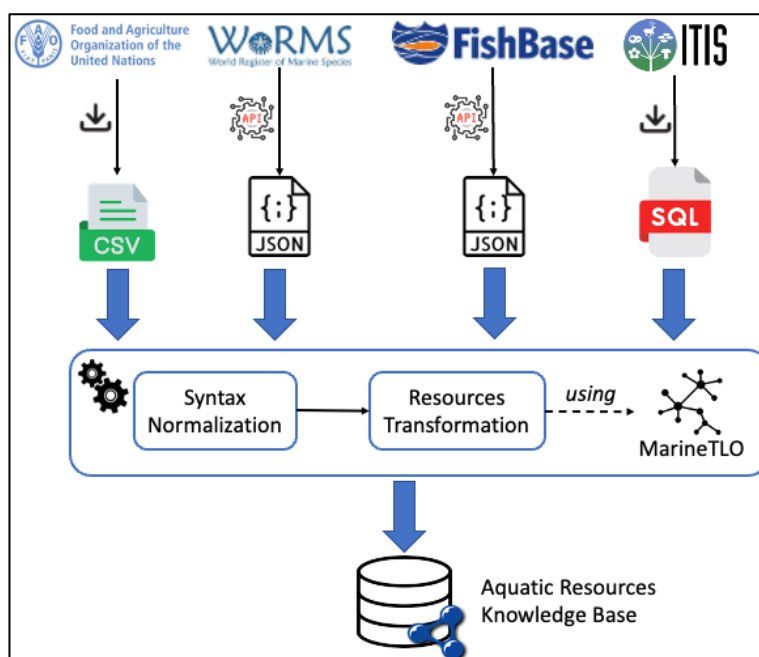 Food and Agriculture
Organization of the
United Nations
WoRMS
World Register of Marine Species
FishBase
ITIS
API
API
CSV
{;}
JSON
{;}
JSON
SQL
Syntax
Normalization
Resources
Transformation
using
MarineTLO
Aquatic Resources
Knowledge Base